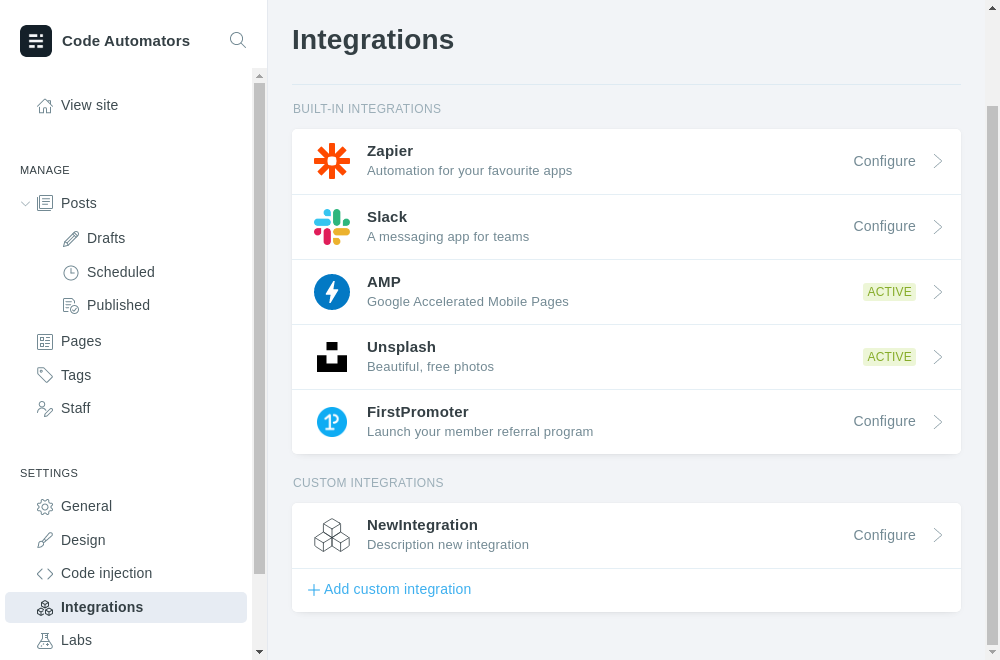 Code Automators
View site
MANAGE
Posts
Drafts
Scheduled
Published
Pages
Tags
Staff
SETTINGS
General
Design
Code injection
Integrations
Labs
Integrations
BUILT-IN INTEGRATIONS
Zapier
Automation for your favourite apps
Configure
Slack
A messaging app for teams
Configure
AMP
Google Accelerated Mobile Pages
ACTIVE
Unsplash
Beautiful, free photos
ACTIVE
FirstPromoter
Launch your member referral program
Configure
CUSTOM INTEGRATIONS
NewIntegration
Description new integration
Configure
Add custom integration